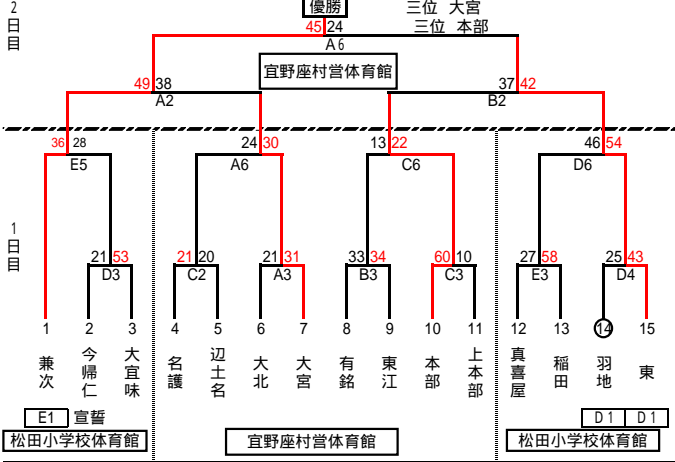 2日目
優勝
三位 大宮
45 24
三位 本部
A6
宜野座村営体育館
49 38
37 42
A2
B2
36 28
24 30
13 22
46 54
E5
A6
C6
D6
1日目
21 53
21 20
21 31
33 34
60 10
27 58
25 43
D3
C2
A3
B3
C3
E3
D4
1 2 3 4 5 6 7 8 9 10 11 12 13 14 15
兼次
今帰仁
大宜味
名護
辺土名
大北
大宮
有銘
東江
本部
上本部
真喜屋
稲田
羽地
東
E1 宣誓
D1 D1
松田小学校体育館
宜野座村営体育館
松田小学校体育館